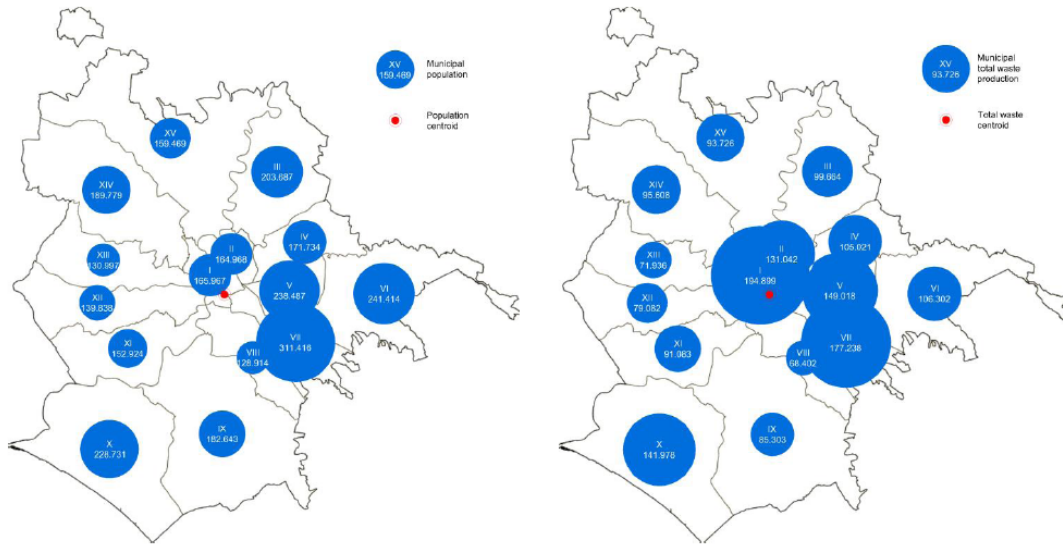 XV
159.469
Municipal
population
Population
centroid
XV
159.469
III
203.687
XIV
189.779
II
164.968
IV
171.734
XIII
130.997
I
165.967
V
238.487
VI
241.414
XII
139.838
XI
152.924
VII
311.416
VIII
128.914
X
228.731
IX
182.643
XV
93.726
Municipal
total waste
production
Total waste
centroid
XV
93.726
III
99.664
XIV
95.608
II
131.042
IV
105.021
XIII
71.936
I
194.899
V
149.018
VI
106.302
XII
79.082
XI
91.083
VII
177.238
VIII
68.402
X
141.976
IX
85.303